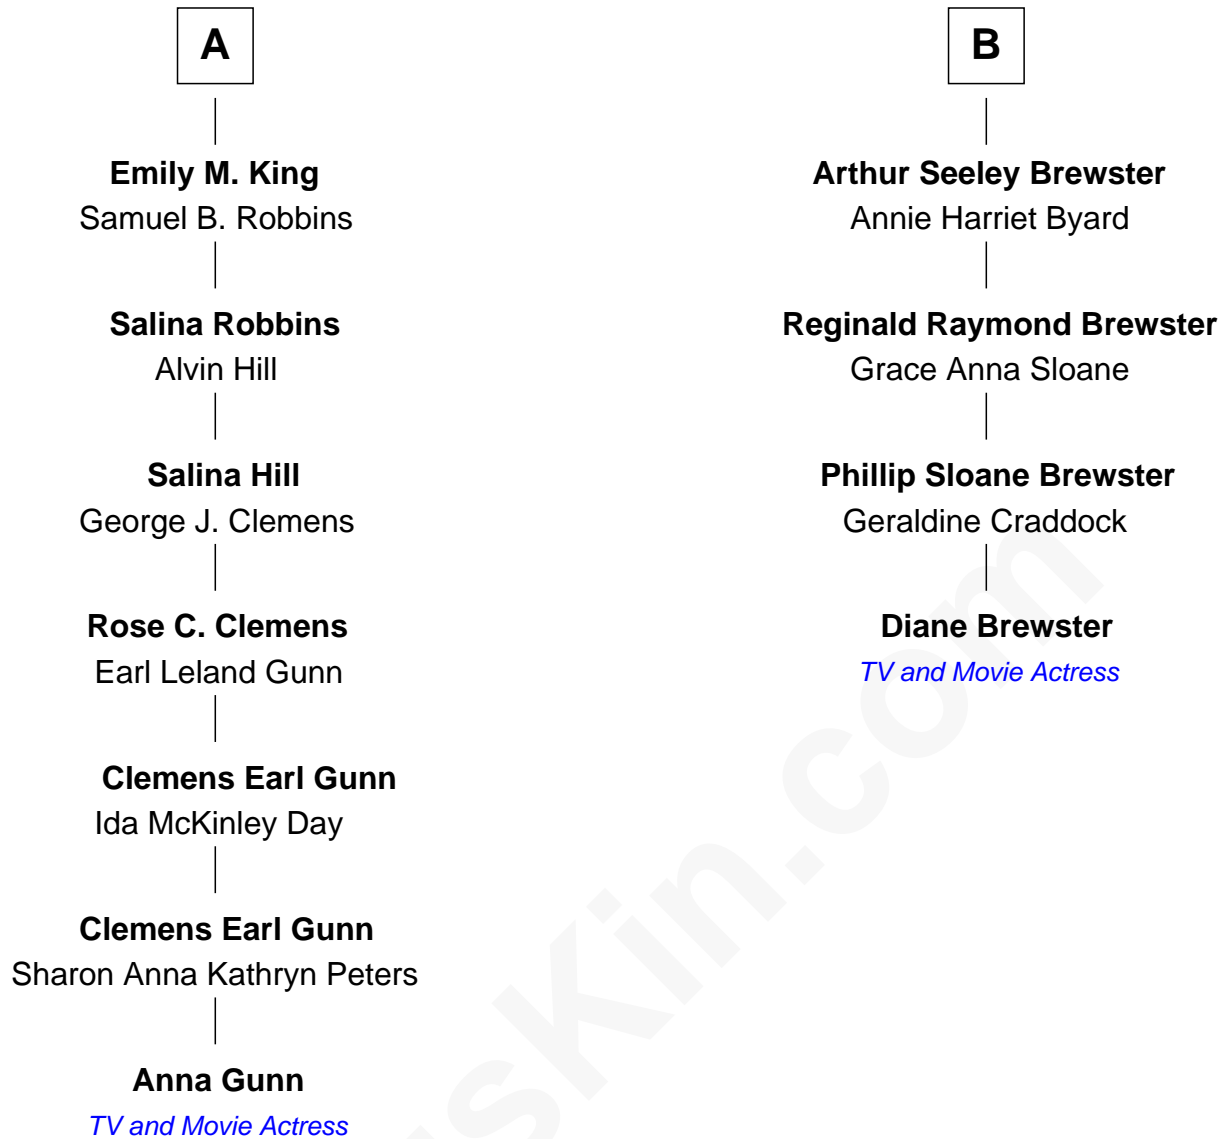 A
Emily M. King
Samuel B. Robbins
Salina Robbins
Alvin Hill
Salina Hill
George J. Clemens
Rose C. Clemens
Earl Leland Gunn
Clemens Earl Gunn
Ida McKinley Day
Clemens Earl Gunn
Sharon Anna Kathryn Peters
Anna Gunn
TV and Movie Actress
B
Arthur Seeley Brewster
Annie Harriet Byard
Reginald Raymond Brewster
Grace Anna Sloane
Phillip Sloane Brewster
Geraldine Craddock
Diane Brewster
TV and Movie Actress